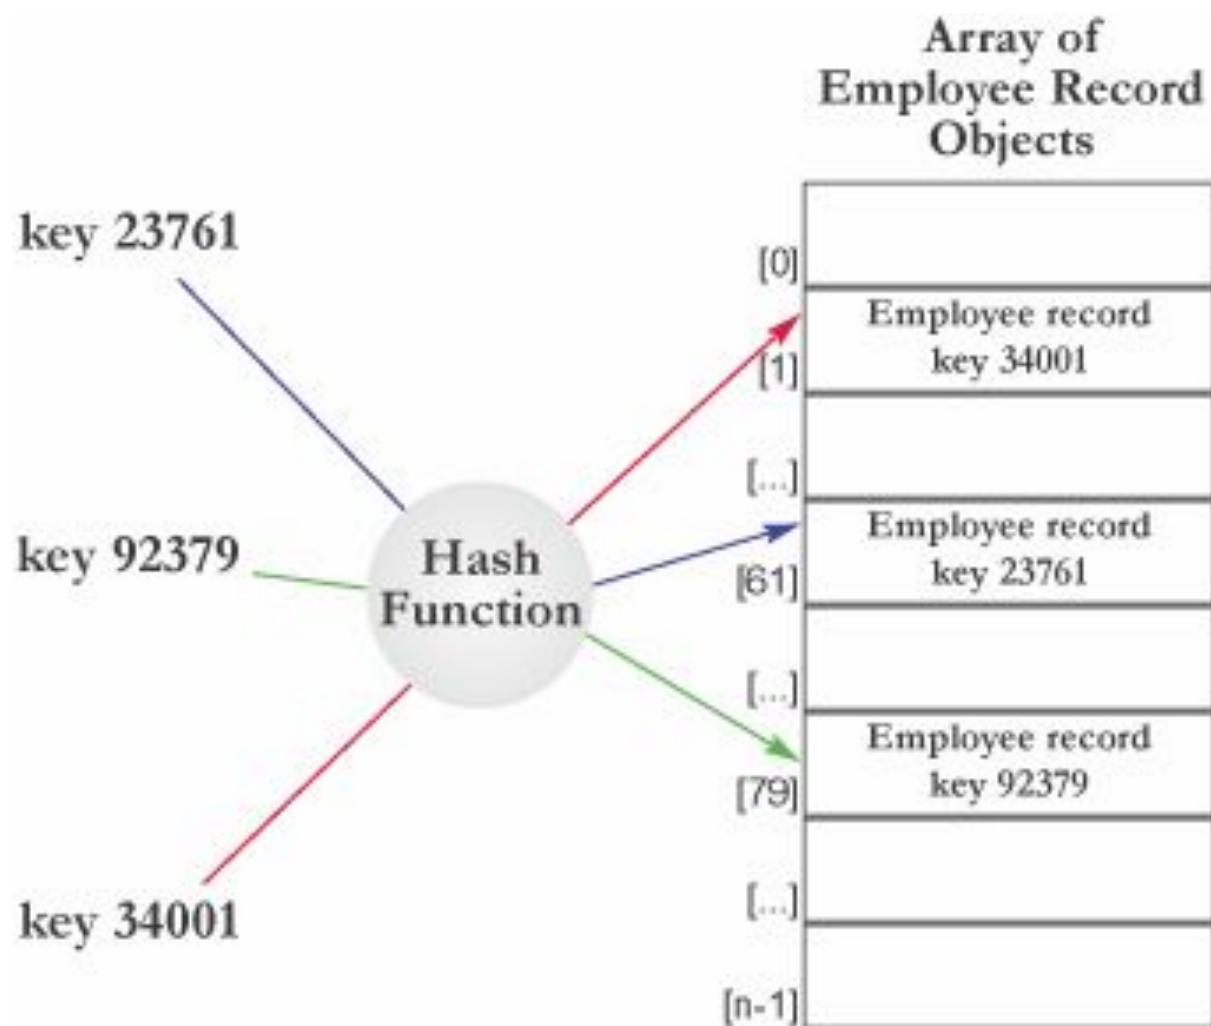 Array of
Employee Record
Objects
key 23761
[0]
Employee record
key 34001
[1]
[...]
key 92379
Hash
Function
Employee record
key 23761
[61]
[...]
Employee record
key 92379
[79]
key 34001
[...]
[n-1]